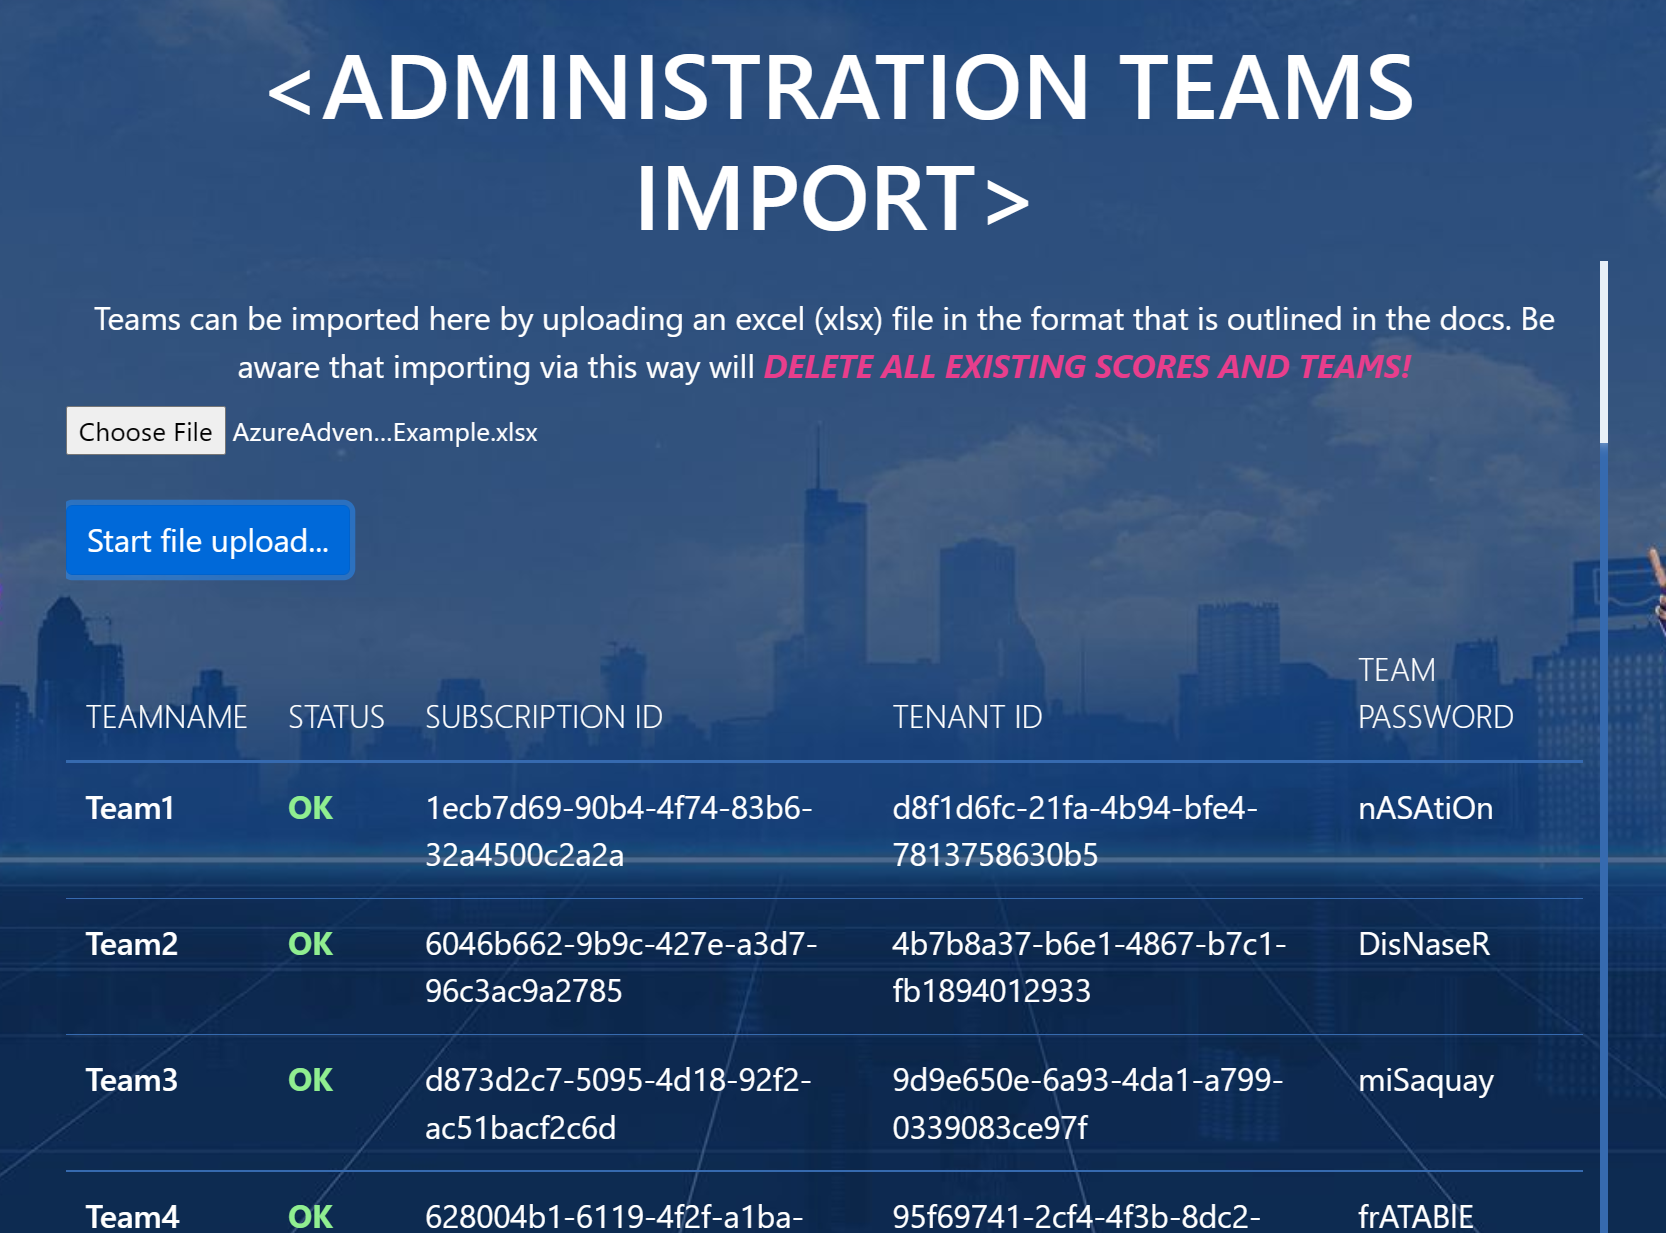 <ADMINISTRATION TEAMS
IMPORT>
Teams can be imported here by uploading an excel (xlsx) file in the format that is outlined in the docs. Be
aware that importing via this way will DELETE ALL EXISTING SCORES AND TEAMS!
Choose File AzureAdven...Example.xlsx
Start file upload...
TEAMNAME STATUS SUBSCRIPTION ID TENANT ID TEAM
PASSWORD
Team1 OK 1ecb7d69-90b4-4f74-83b6- d8f1d6fc-21fa-4b94-bfe4- nASAtiOn
32a4500c2a2a 7813758630b5
Team2 OK 6046b662-9b9c-427e-a3d7- 4b7b8a37-b6e1-4867-b7c1- DisNaseR
96c3ac9a2785 fb1894012933
Team3 OK d873d2c7-5095-4d18-92f2- 9d9e650e-6a93-4da1-a799- miSaquay
ac51bacf2c6d 0339083ce97f
Team4 OK 628004b1-6119-4f2f-a1ba- 95f69741-2cf4-4f3b-8dc2- frATABlE